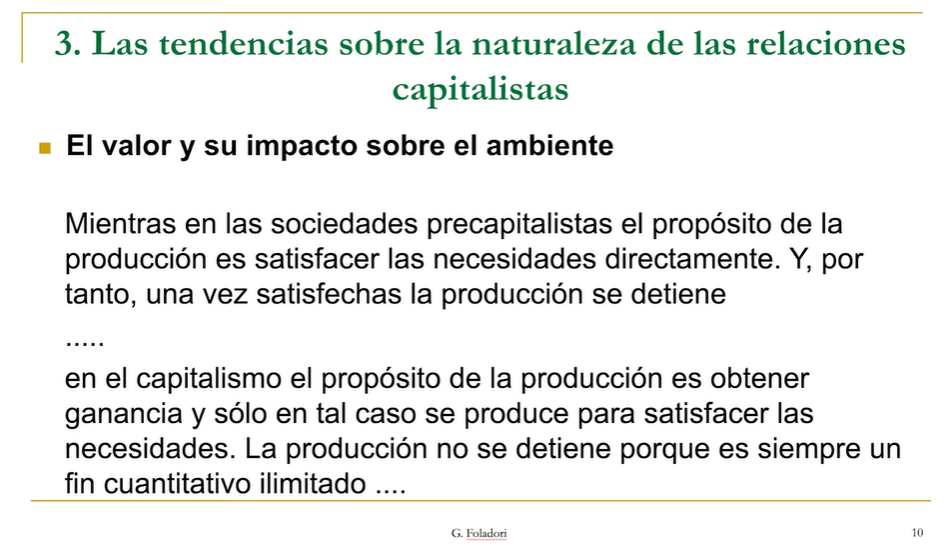 3. Las tendencias sobre la naturaleza de las relaciones
capitalistas
El valor y su impacto sobre el ambiente
Mientras en las sociedades precapitalistas el propósito de la
producción es satisfacer las necesidades directamente. Y, por
tanto, una vez satisfechas la producción se detiene
.....
en el capitalismo el propósito de la producción es obtener
ganancia y sólo en tal caso se produce para satisfacer las
necesidades. La producción no se detiene porque es siempre un
fin cuantitativo ilimitado ....
G. Foladori
10